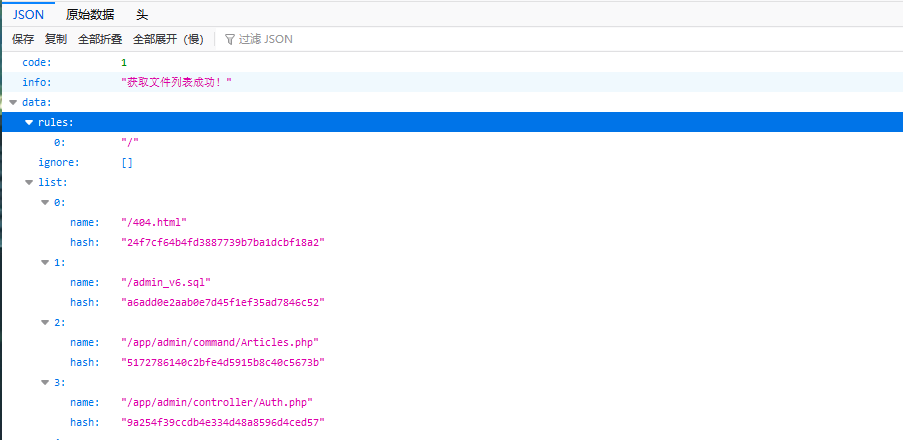 JSON 原始数据 头
保存 复制 全部折叠 全部展开（慢） 过滤 JSON
code: 1
info: "获取文件列表成功！"
data:
rules:
0: "/"
ignore: []
list:
0:
name: "/404.html"
hash: "24f7cf64b4fd3887739b7ba1dcbf18a2"
1:
name: "/admin_v6.sql"
hash: "a6add0e2aab0e7d45f1ef35ad7846c52"
2:
name: "/app/admin/command/Articles.php"
hash: "5172786140c2bfe4d5915b8c40c5673b"
3:
name: "/app/admin/controller/Auth.php"
hash: "9a254f39ccdb4e334d48a8596d4ced57"